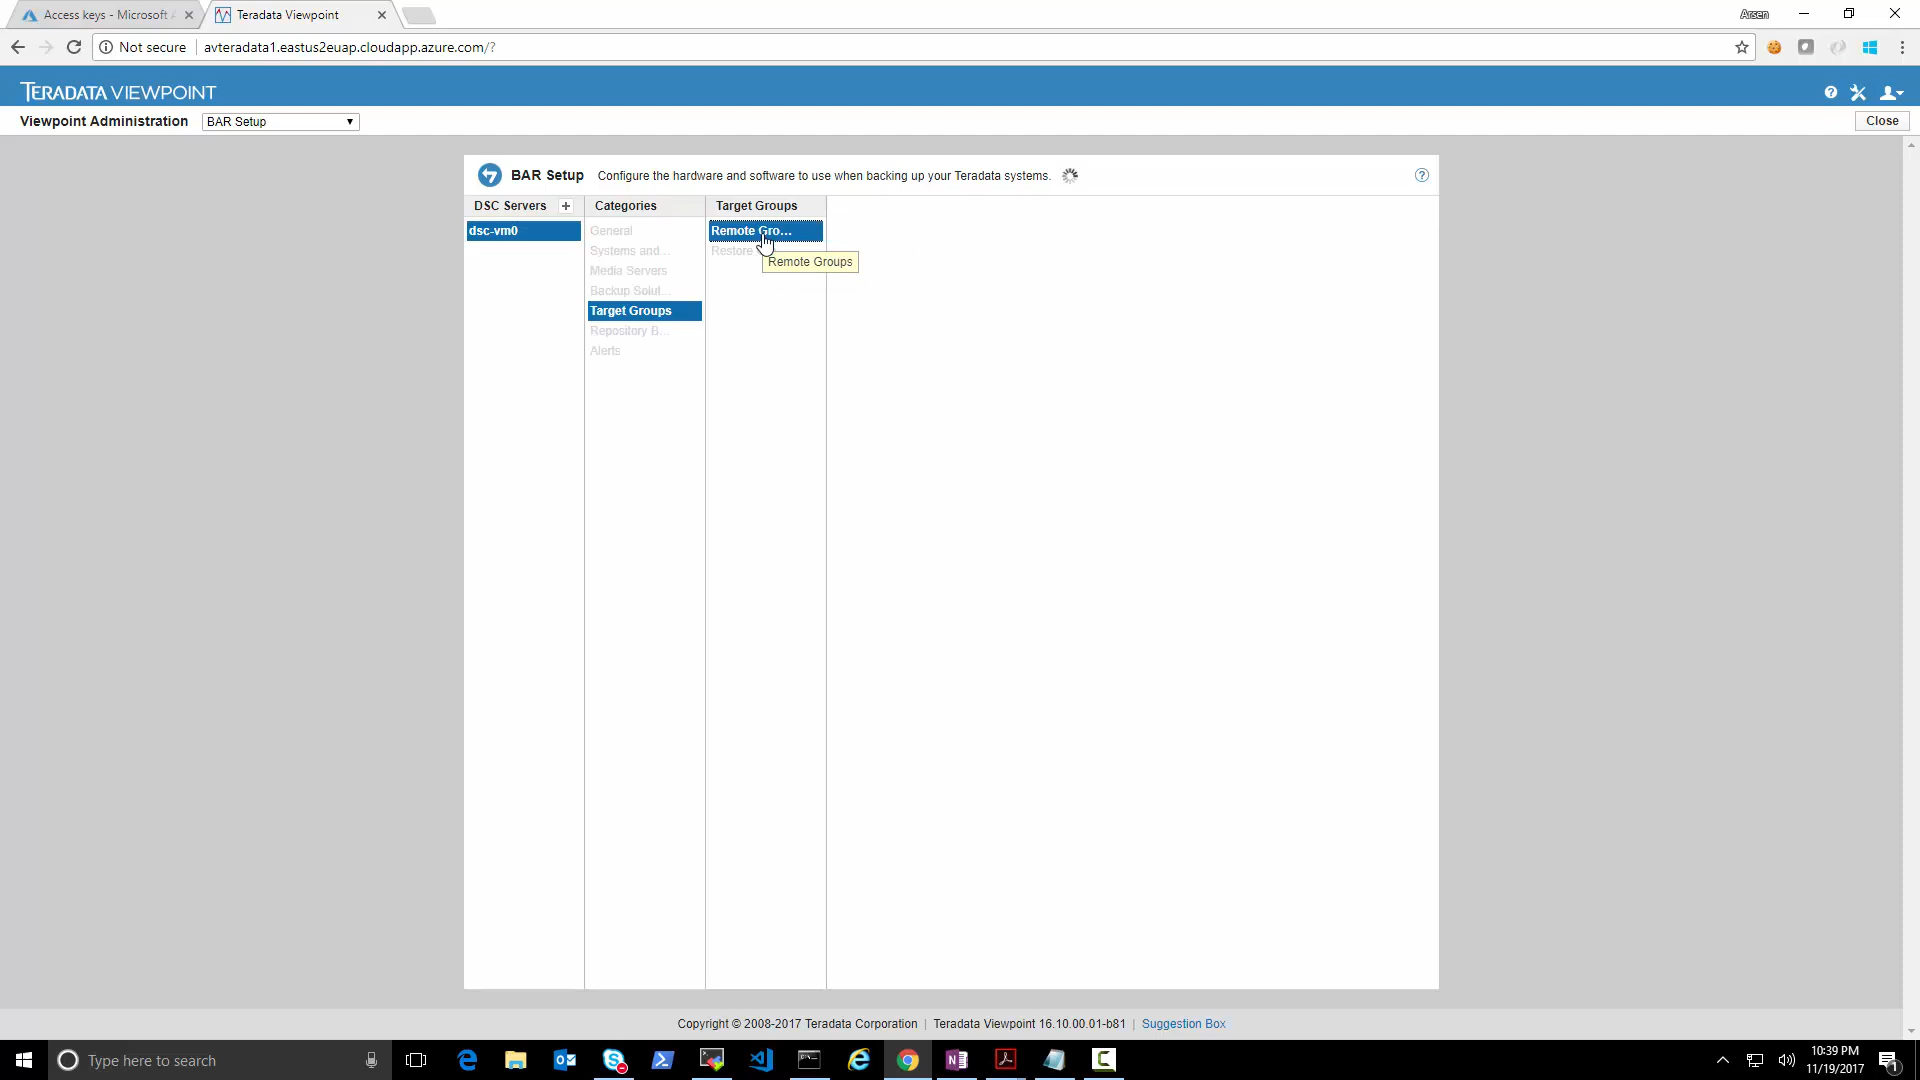 Access keys - Microsoft A
Teradata Viewpoint
Arsen
Not secure
avteradata1.eastus2euap.cloudapp.azure.com/?
TERADATA VIEWPOINT
Viewpoint Administration
BAR Setup
Close
BAR Setup
Configure the hardware and software to use when backing up your Teradata systems.
DSC Servers
Categories
Target Groups
dsc-vm0
General
Remote Gro...
Systems and...
Restore
Media Servers
Remote Groups
Backup Solut...
Target Groups
Repository B...
Alerts
Copyright © 2008-2017 Teradata Corporation | Teradata Viewpoint 16.10.00.01-b81 | Suggestion Box
Type here to search
10:39 PM
11/19/2017
1